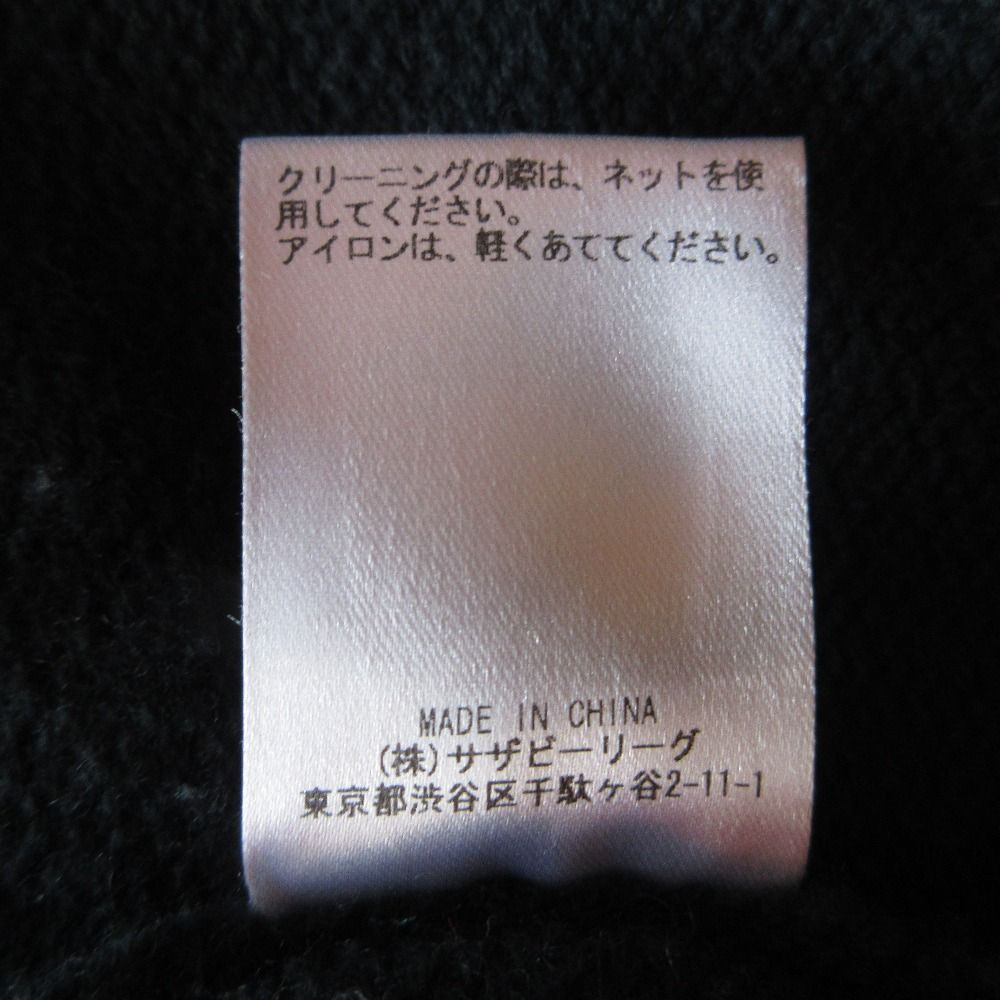 クリーニングの際は、ネットを使
用してください。
アイロンは、軽くあててください。
MADE IN CHINA
(株)サザビーリーグ
東京都渋谷区千駄ヶ谷2-11-1